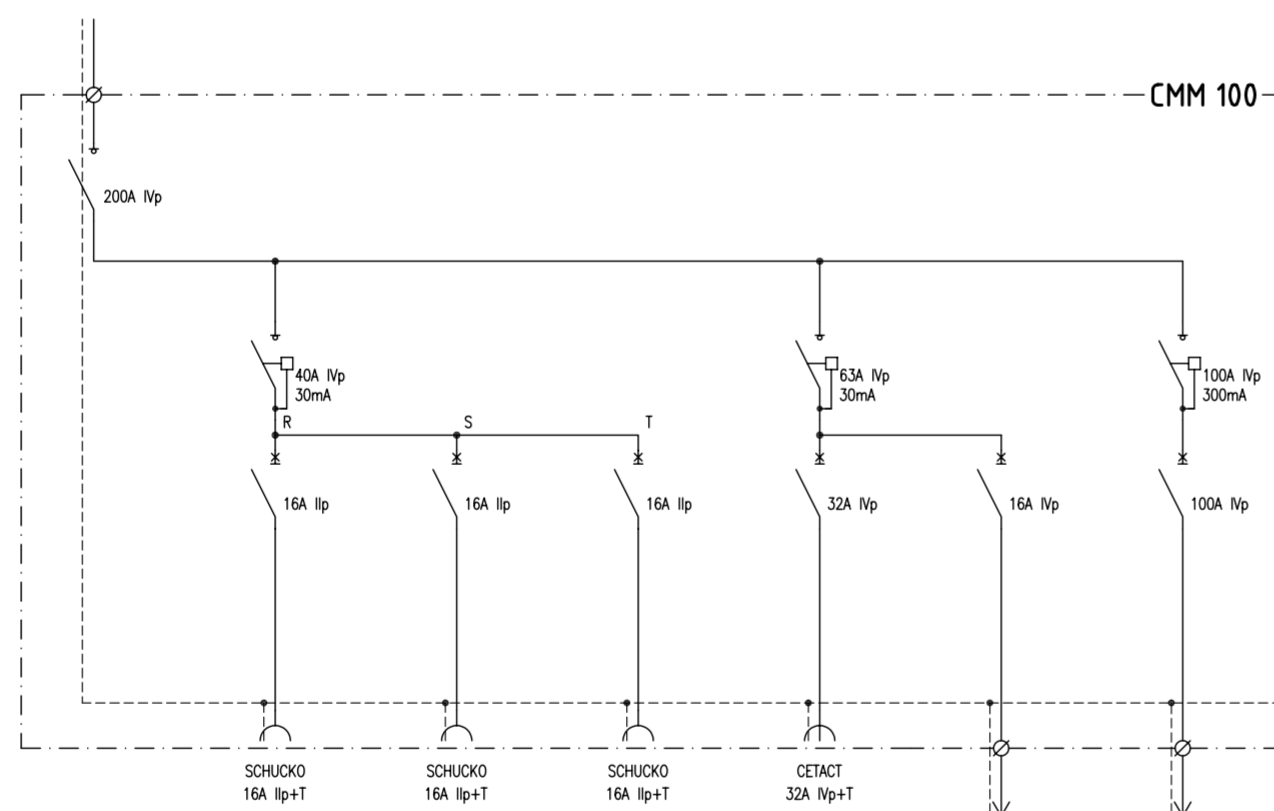 CMM 100
200A IVp
40A IVp
30mA
63A IVp
30mA
100A IVp
300mA
R
S
T
16A IIp
16A IIp
16A IIp
32A IVp
16A IVp
100A IVp
SCHUCKO
16A IIp+T
SCHUCKO
16A IIp+T
SCHUCKO
16A IIp+T
CETACT
32A IVp+T